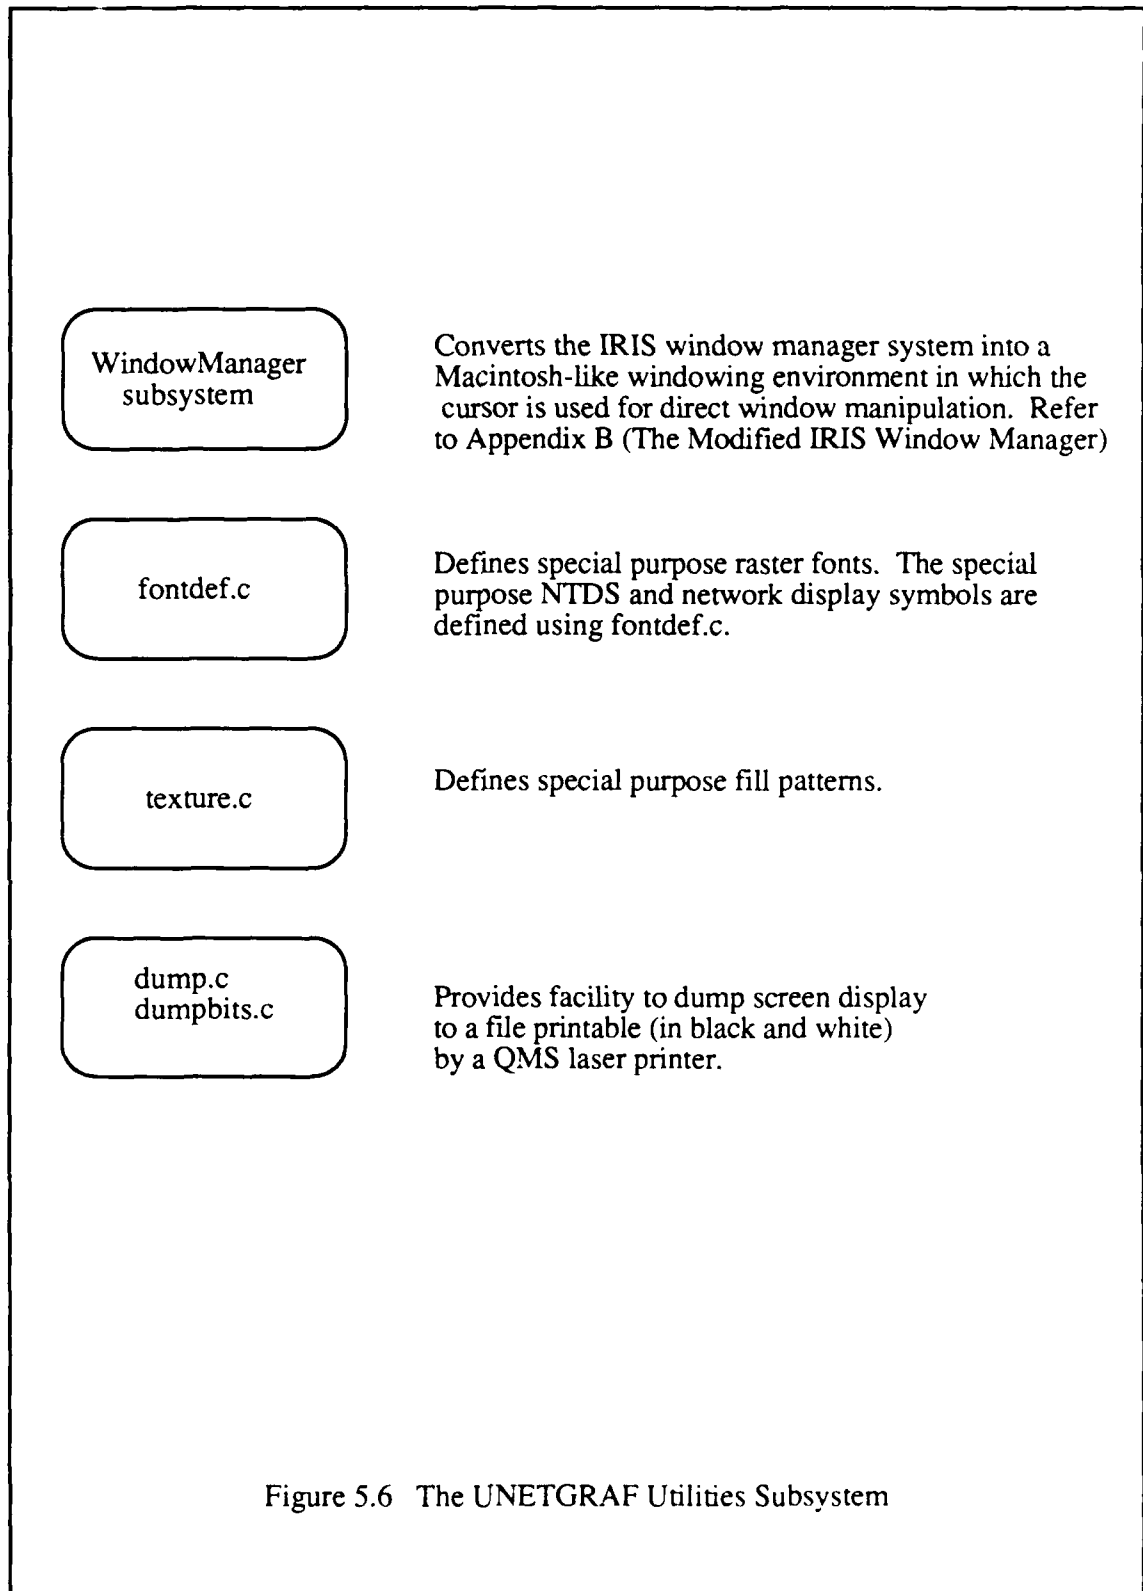 WindowManager
subsystem
Converts the IRIS window manager system into a
Macintosh-like windowing environment in which the
cursor is used for direct window manipulation. Refer
to Appendix B (The Modified IRIS Window Manager)
fontdef.c
Defines special purpose raster fonts. The special
purpose NTDS and network display symbols are
defined using fontdef.c.
texture.c
Defines special purpose fill patterns.
dump.c
dumpbits.c
Provides facility to dump screen display
to a file printable (in black and white)
by a QMS laser printer.
Figure 5.6 The UNETGRAF Utilities Subsystem